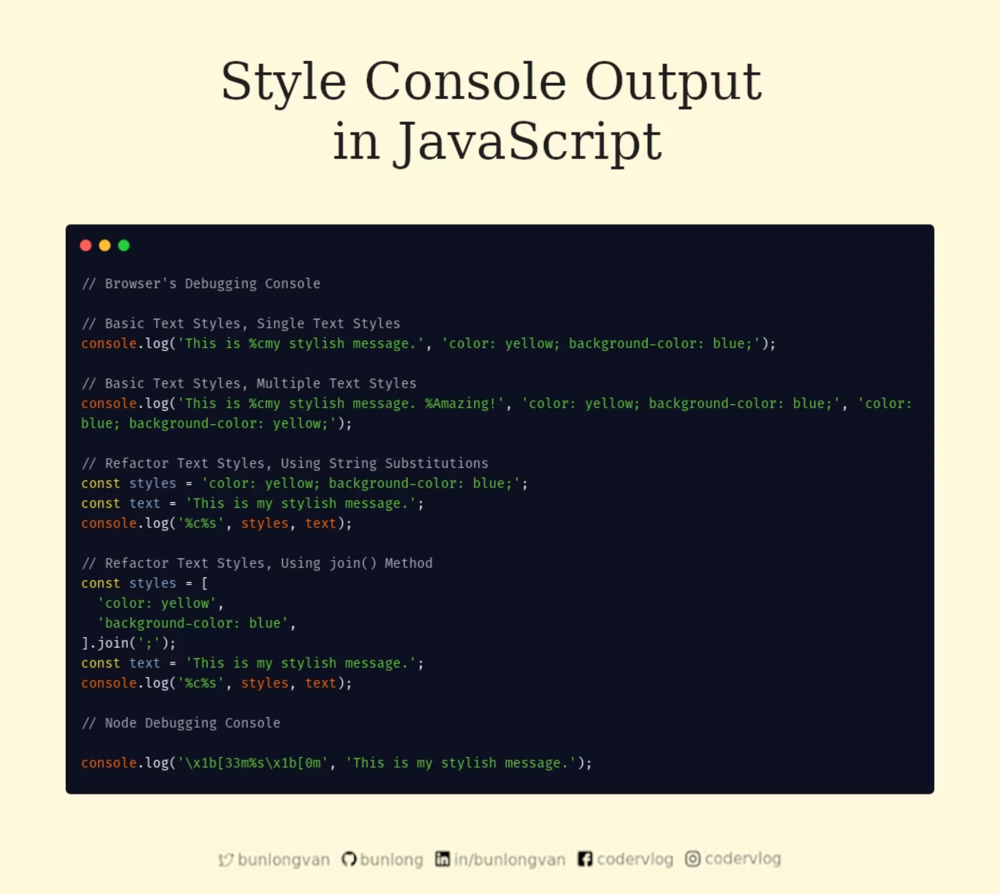 Style Console Output
in JavaScript
// Browser's Debugging Console
// Basic Text Styles, Single Text Styles
console.log('This is %cmy stylish message.', 'color: yellow; background-color: blue;');
// Basic Text Styles, Multiple Text Styles
console.log('This is %cmy stylish message. %Amazing!', 'color: yellow; background-color: blue;', 'color:
blue; background-color: yellow;');
// Refactor Text Styles, Using String Substitutions
const styles = 'color: yellow; background-color: blue;';
const text = 'This is my stylish message.';
console.log('%c%s', styles, text);
// Refactor Text Styles, Using join() Method
const styles = [
  'color: yellow',
  'background-color: blue',
].join(';');
const text = 'This is my stylish message.';
console.log('%c%s', styles, text);
// Node Debugging Console
console.log('\x1b[33m%s\x1b[0m', 'This is my stylish message.');
bunlongvan bunlong in/bunlongvan codervlog codervlog